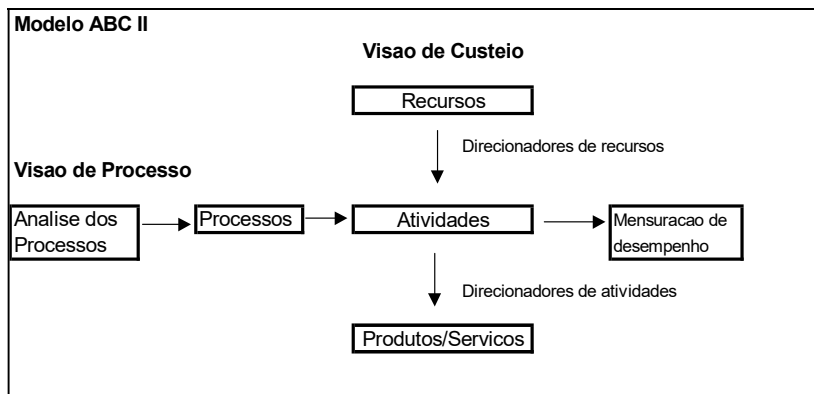 Modelo ABC II
Visao de Custeio
Recursos
Direcionadores de recursos
Visao de Processo
Analise dos
Processos
Processos
Atividades
Mensuracao de
desempenho
Direcionadores de atividades
Produtos/Servicos